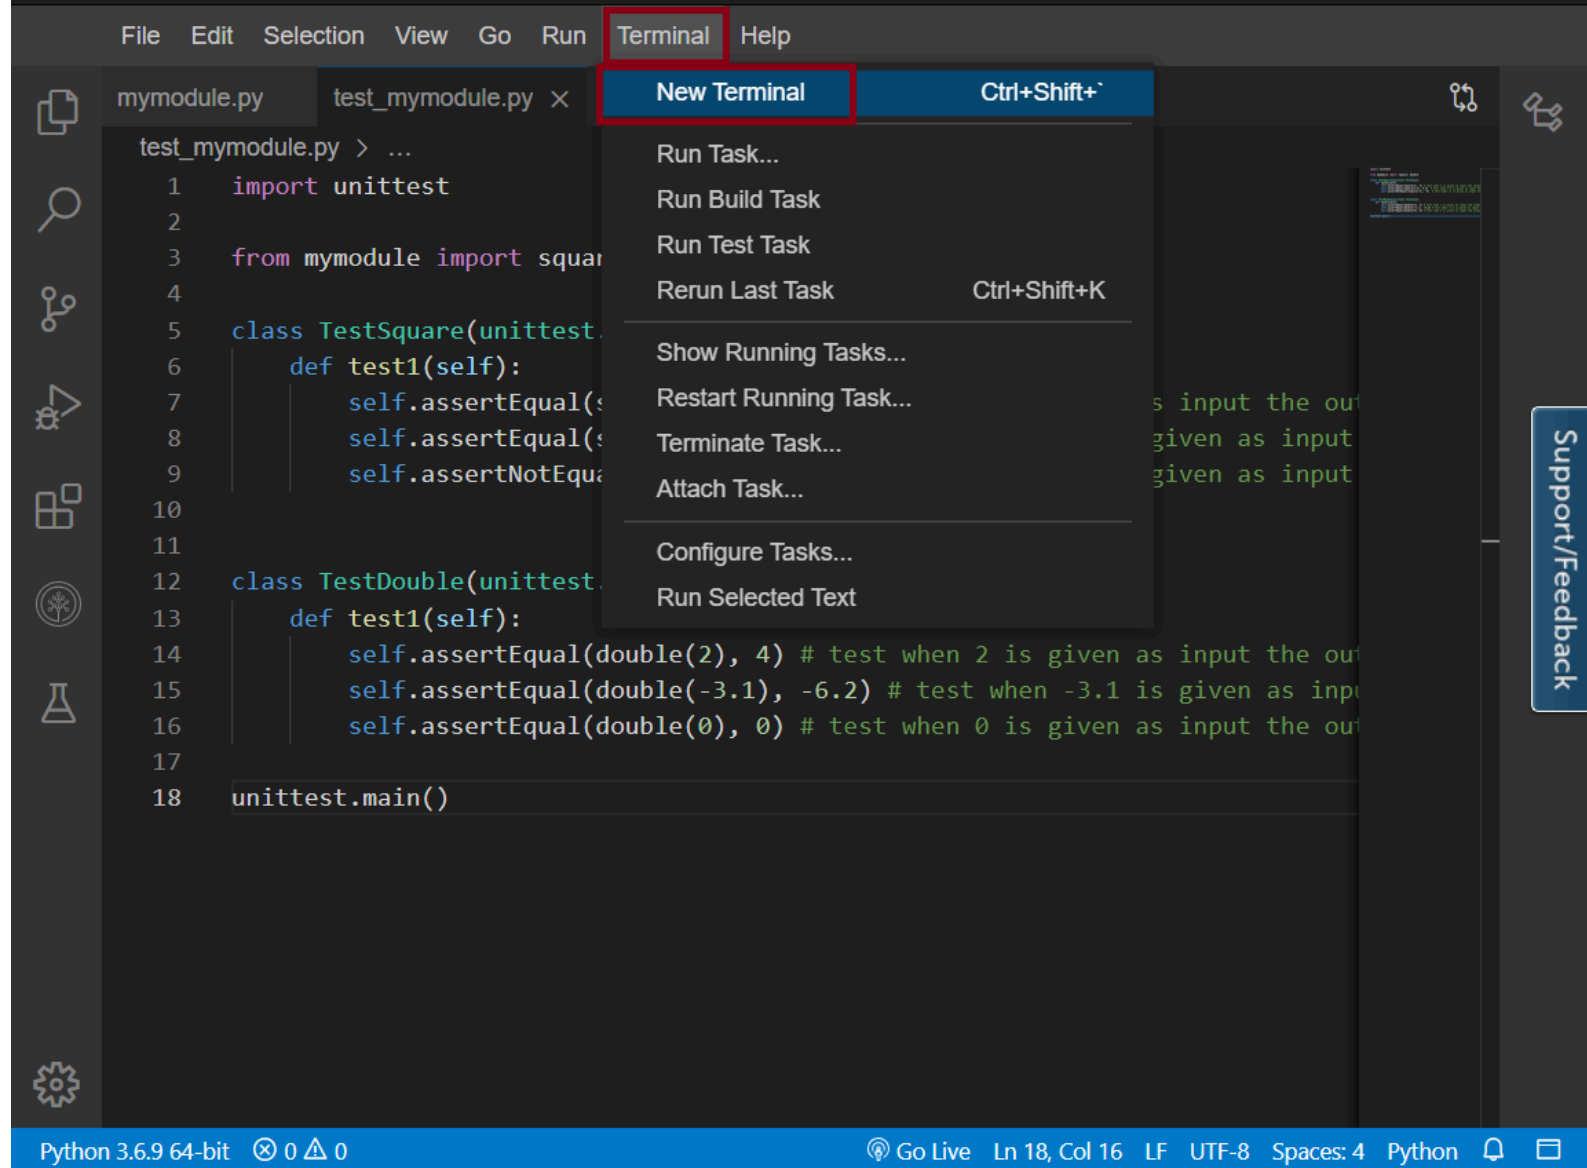 File Edit Selection View Go Run Terminal Help
mymodule.py test_mymodule.py ×
New Terminal Ctrl+Shift+`
Run Task...
Run Build Task
Run Test Task
Rerun Last Task Ctrl+Shift+K
Show Running Tasks...
Restart Running Task...
Terminate Task...
Attach Task...
Configure Tasks...
Run Selected Text
test_mymodule.py > ...
1 import unittest
2
3 from mymodule import squar
4
5 class TestSquare(unittest.
6 def test1(self):
7 self.assertEqual(s input the ou
8 self.assertEqual( given as input
9 self.assertNotEqua given as input
10
11
12 class TestDouble(unittest.
13 def test1(self):
14 self.assertEqual(double(2), 4) # test when 2 is given as input the ou
15 self.assertEqual(double(-3.1), -6.2) # test when -3.1 is given as inp
16 self.assertEqual(double(0), 0) # test when 0 is given as input the ou
17
18 unittest.main()
Support/Feedback
Python 3.6.9 64-bit 0 0 Go Live Ln 18, Col 16 LF UTF-8 Spaces: 4 Python